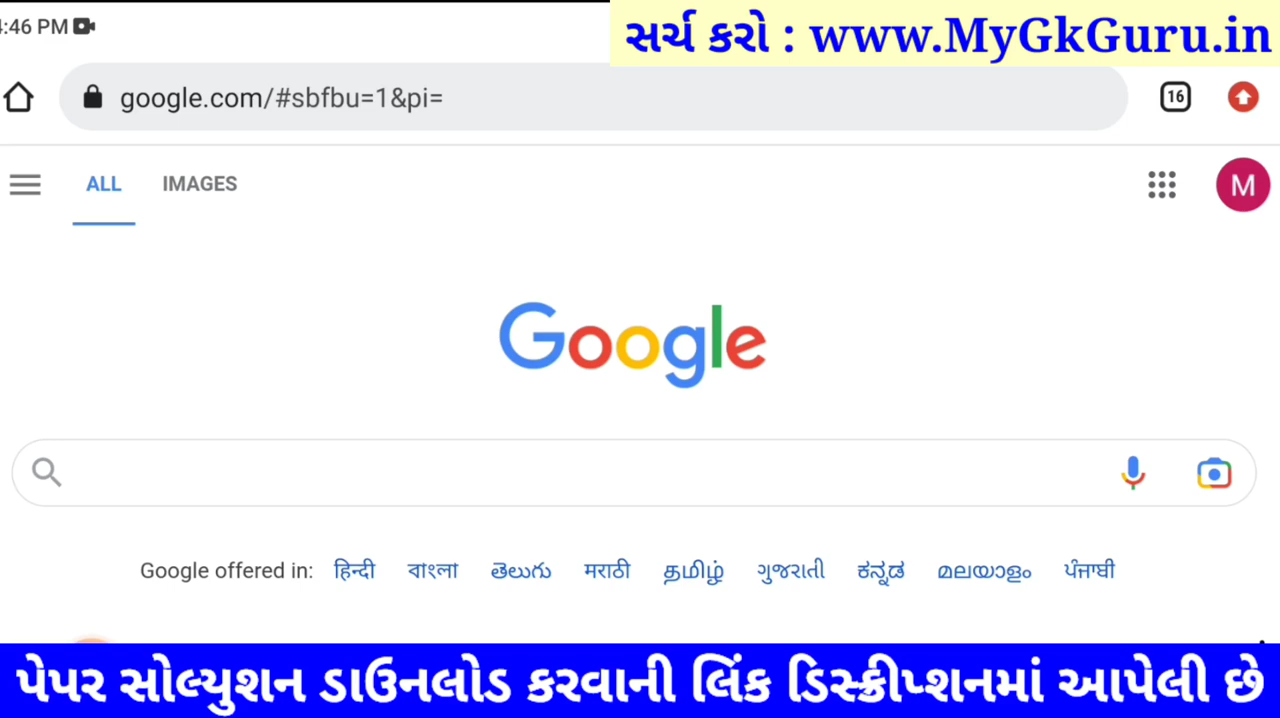 :46 PM
સર્ચ કરો : www.MyGkGuru.in
google.com/#sbfbu=1&pi=
16
ALL IMAGES
M
Google
Google offered in: हिन्दी বাংলা తెలుగు मराठी தமிழ் ગુજરાતી ಕನ್ನಡ മലയാളം ਪੰਜਾਬੀ
પેપર સોલ્યુશન ડાઉનલોડ કરવાની લિંક ડિસ્ક્રીપ્શનમાં આપેલી છે